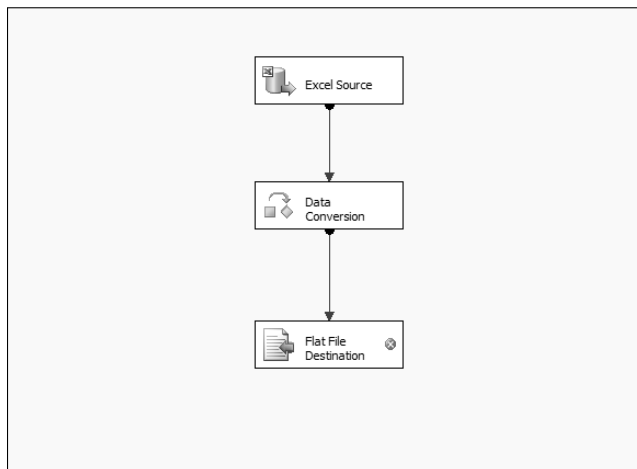 Excel Source
Data
Conversion
Flat File
Destination